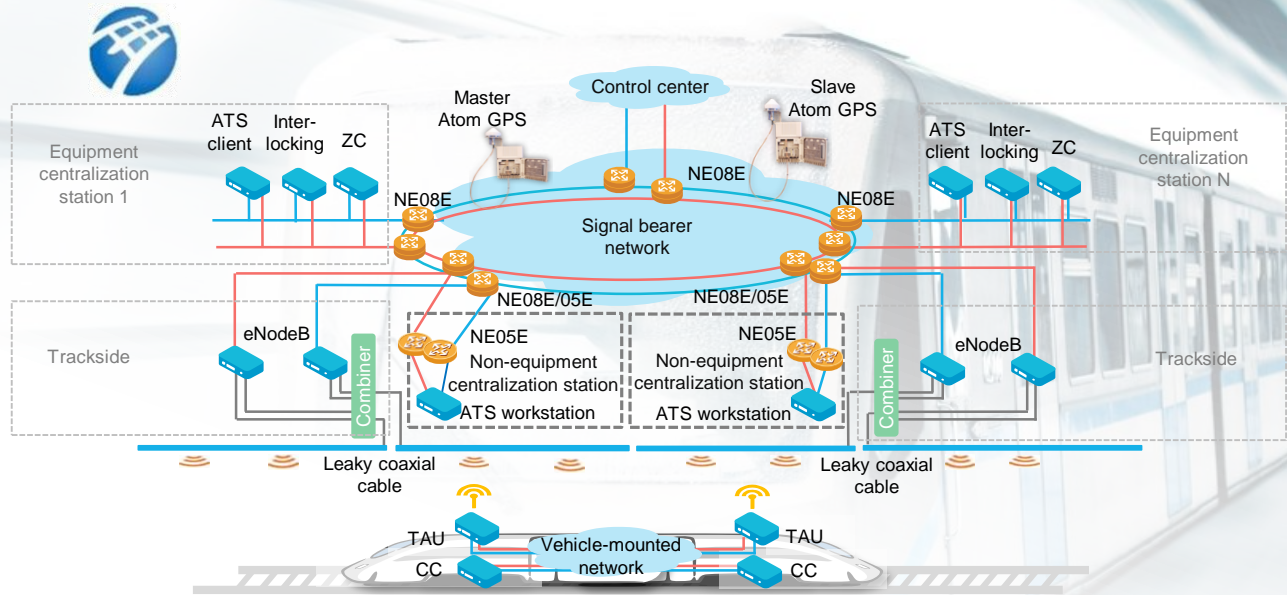 Control center
Master
Atom GPS
Slave
Atom GPS
ATS
client
Inter-
locking
ZC
Equipment
centralization
station 1
NE08E
NE08E
NE08E
ATS
client
Inter-
locking
ZC
Equipment
centralization
station N
Signal bearer
network
NE08E/05E
NE08E/05E
Trackside
eNodeB
Combiner
NE05E
Non-equipment
centralization station
ATS workstation
NE05E
Non-equipment
centralization station
ATS workstation
Combiner
eNodeB
Trackside
Leaky coaxial
cable
Leaky coaxial
cable
TAU
CC
Vehicle-mounted
network
TAU
CC